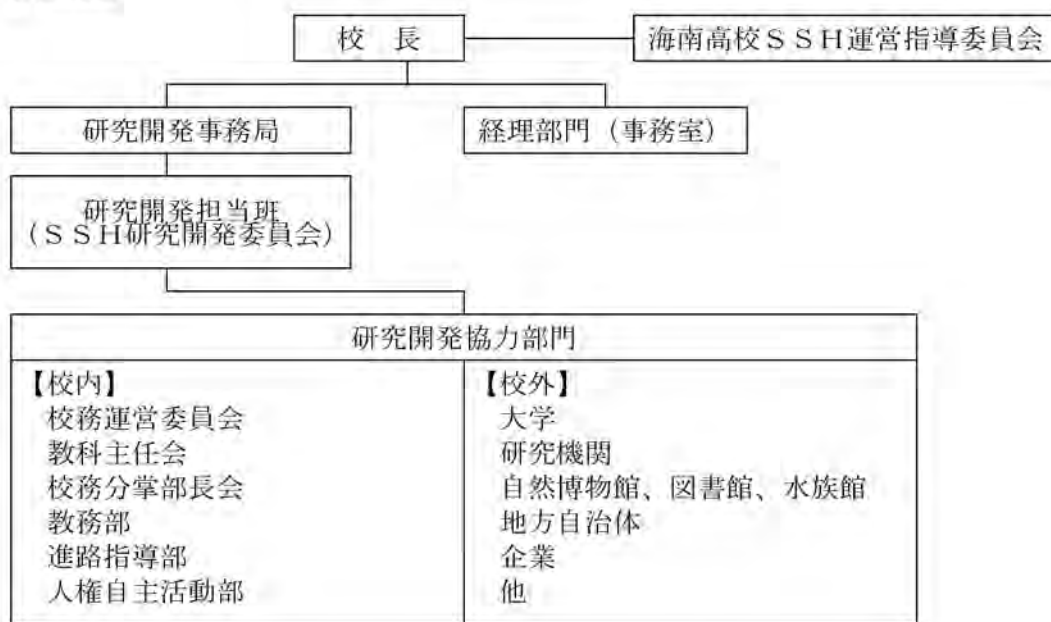 校　長
海南高校ＳＳＨ運営指導委員会
研究開発事務局
経理部門（事務室）
研究開発担当班
（ＳＳＨ研究開発委員会）
研究開発協力部門
【校内】
校務運営委員会
教科主任会
校務分掌部長会
教務部
進路指導部
人権自主活動部
【校外】
大学
研究機関
自然博物館、図書館、水族館
地方自治体
企業
他